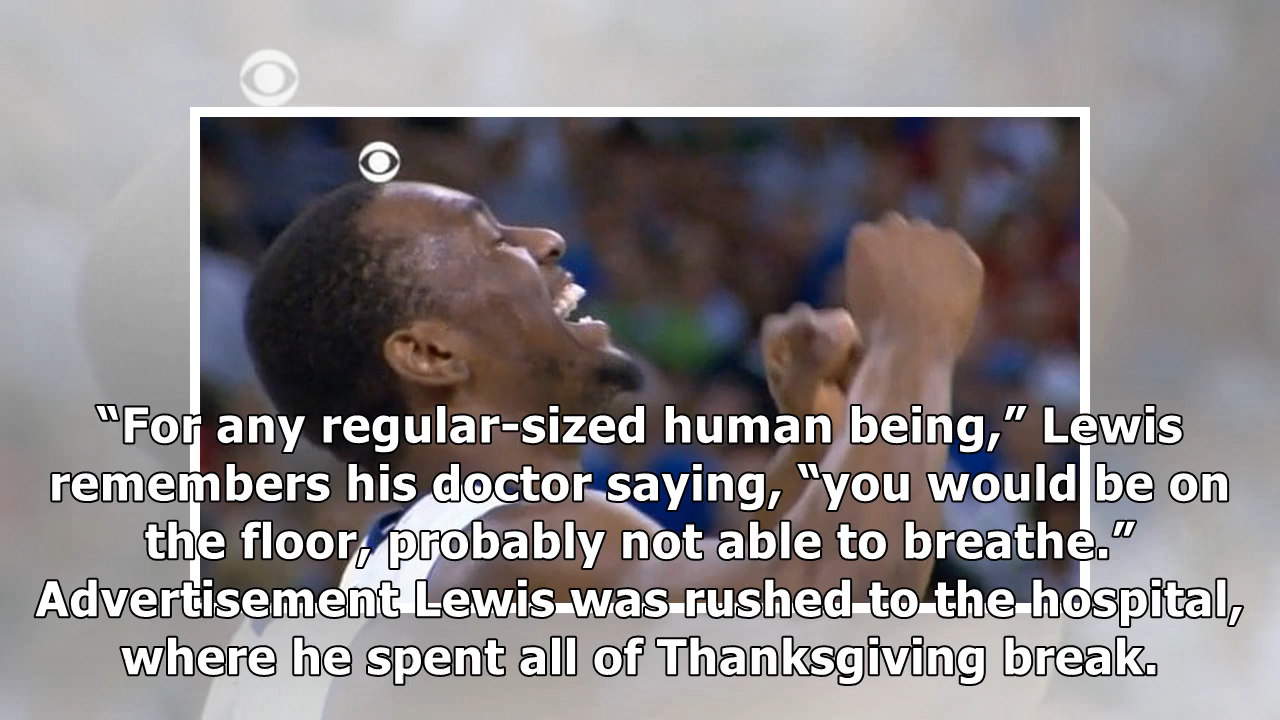 “For any regular-sized human being,” Lewis
remembers his doctor saying, “you would be on
the floor, probably not able to breathe.”
Advertisement Lewis was rushed to the hospital,
where he spent all of Thanksgiving break.